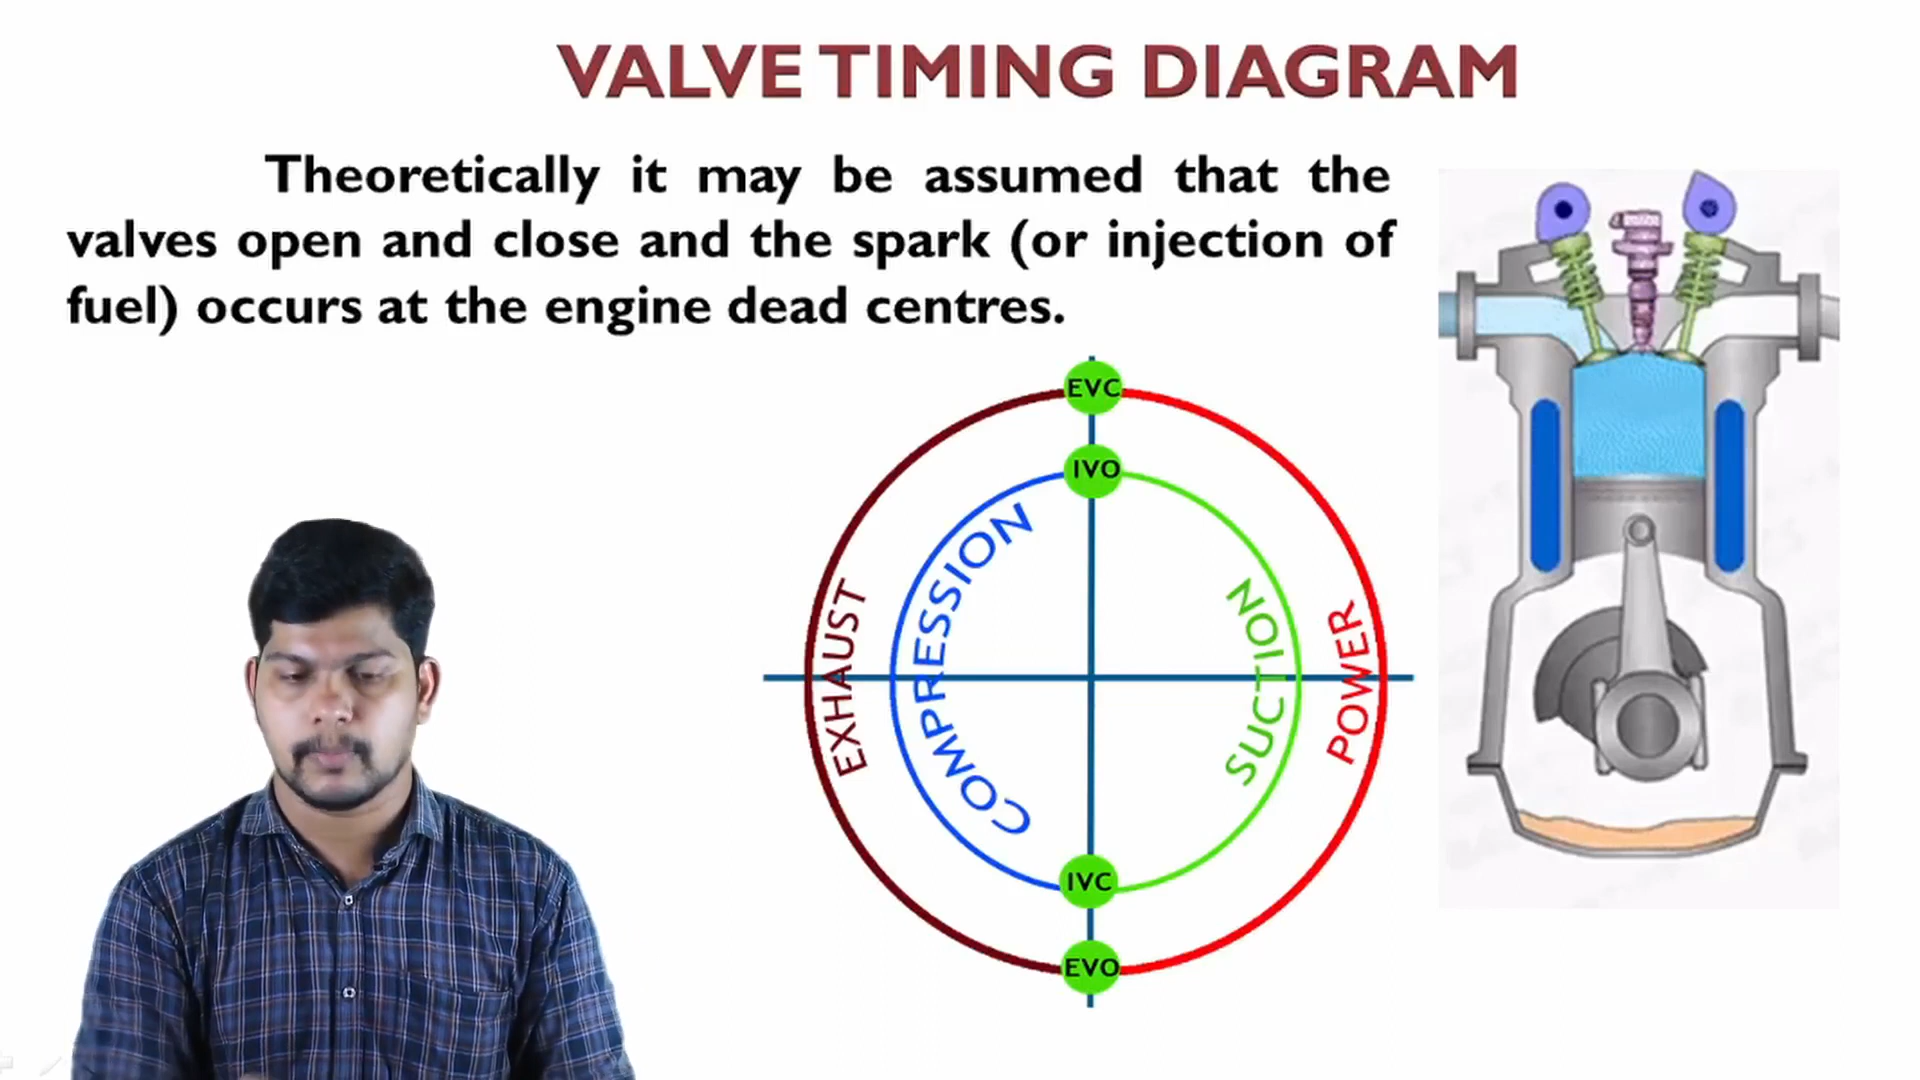 VALVE TIMING DIAGRAM
Theoretically it may be assumed that the
valves open and close and the spark (or injection of
fuel) occurs at the engine dead centres.
EVC
IVO
COMPRESSION
SUCTION
EXHAUST
POWER
IVC
EVO